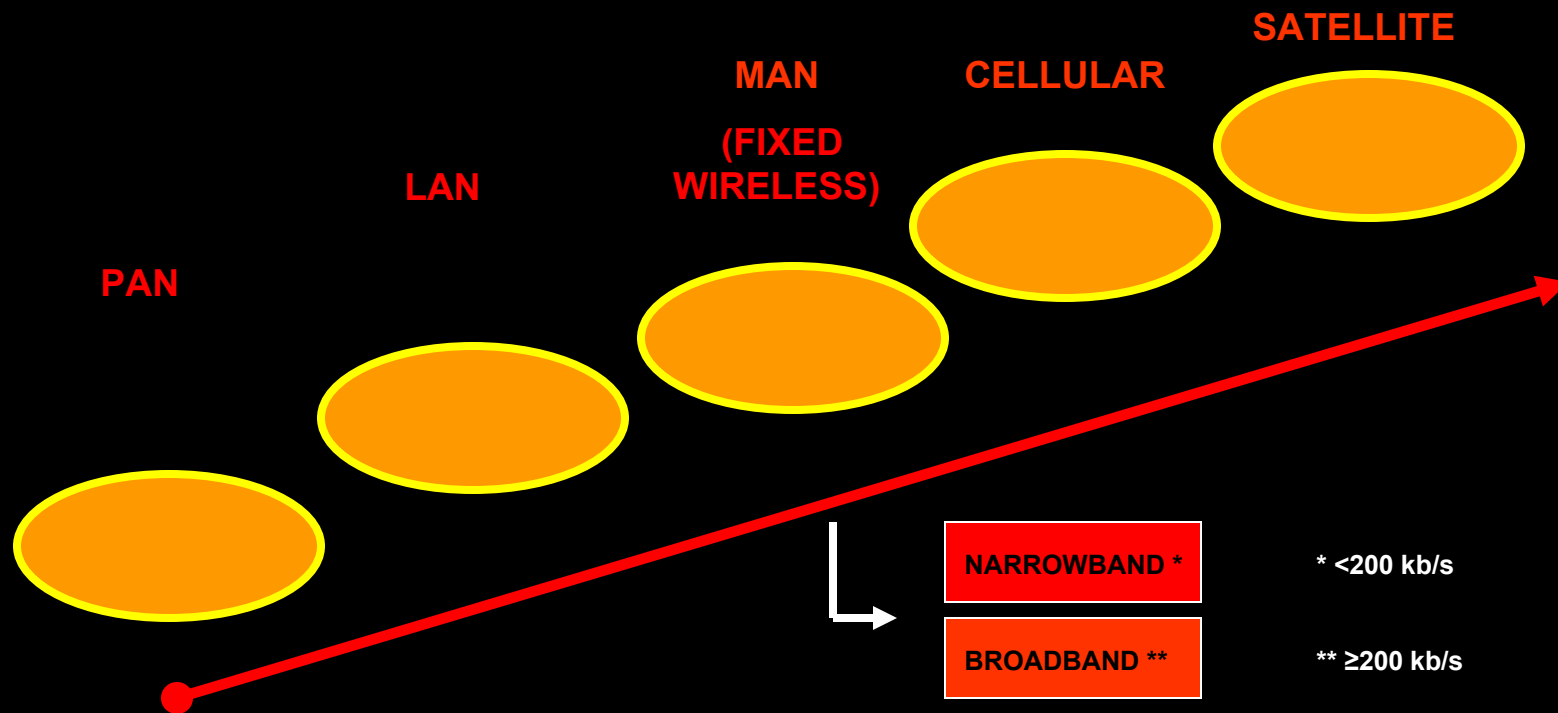 SATELLITE
MAN
CELLULAR
(FIXED
WIRELESS)
LAN
PAN
NARROWBAND *
* <200 kb/s
BROADBAND **
** ≥200 kb/s